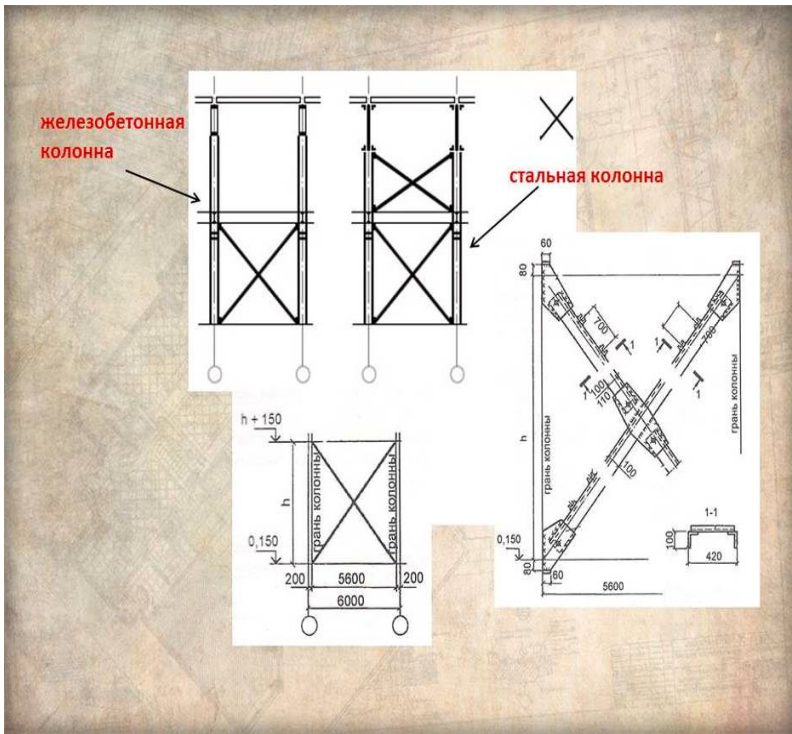 железобетонная
колонна
стальная колонна
h + 150
h
грань колонны
грань колонны
0,150
200
5600
200
6000
60
80
700
1
1
700
100
110
1
грань колонны
h
грань колонны
100
1-1
0,150
100
420
80
60
5600